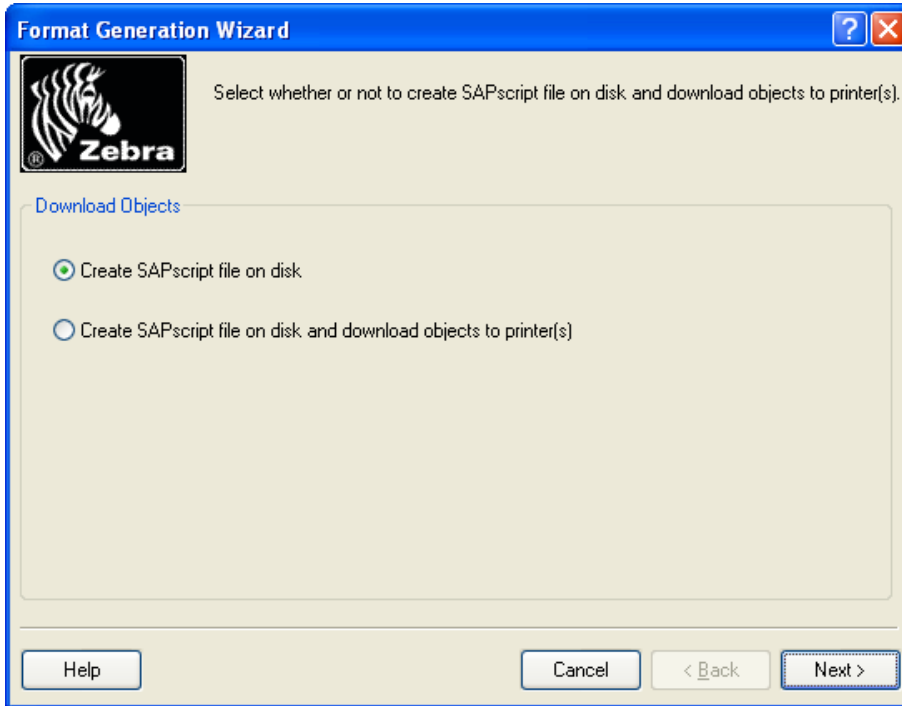 Format Generation Wizard
Select whether or not to create SAPscript file on disk and download objects to printer(s).
® Zebra
Download Objects
Create SAPscript file on disk
Create SAPscript file on disk and download objects to printer(s)
Help
Cancel
< Back
Next >